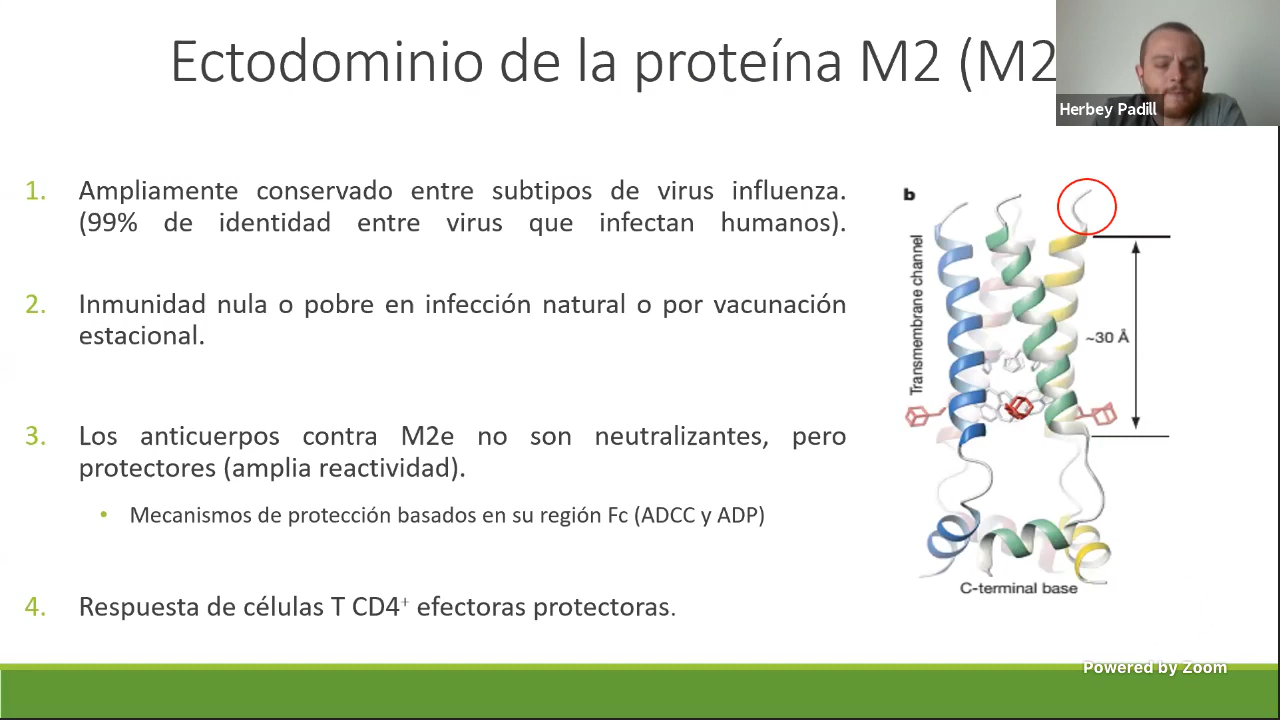 Ectodominio de la proteína M2 (M2
Herbey Padill
1. Ampliamente conservado entre subtipos de virus influenza.
(99% de identidad entre virus que infectan humanos).
2. Inmunidad nula o pobre en infección natural o por vacunación
estacional.
3. Los anticuerpos contra M2e no son neutralizantes, pero
protectores (amplia reactividad).
• Mecanismos de protección basados en su región Fc (ADCC y ADP)
4. Respuesta de células T CD4⁺ efectoras protectoras.
b
Transmembrane channel
~30 Å
C-terminal base
Powered by Zoom